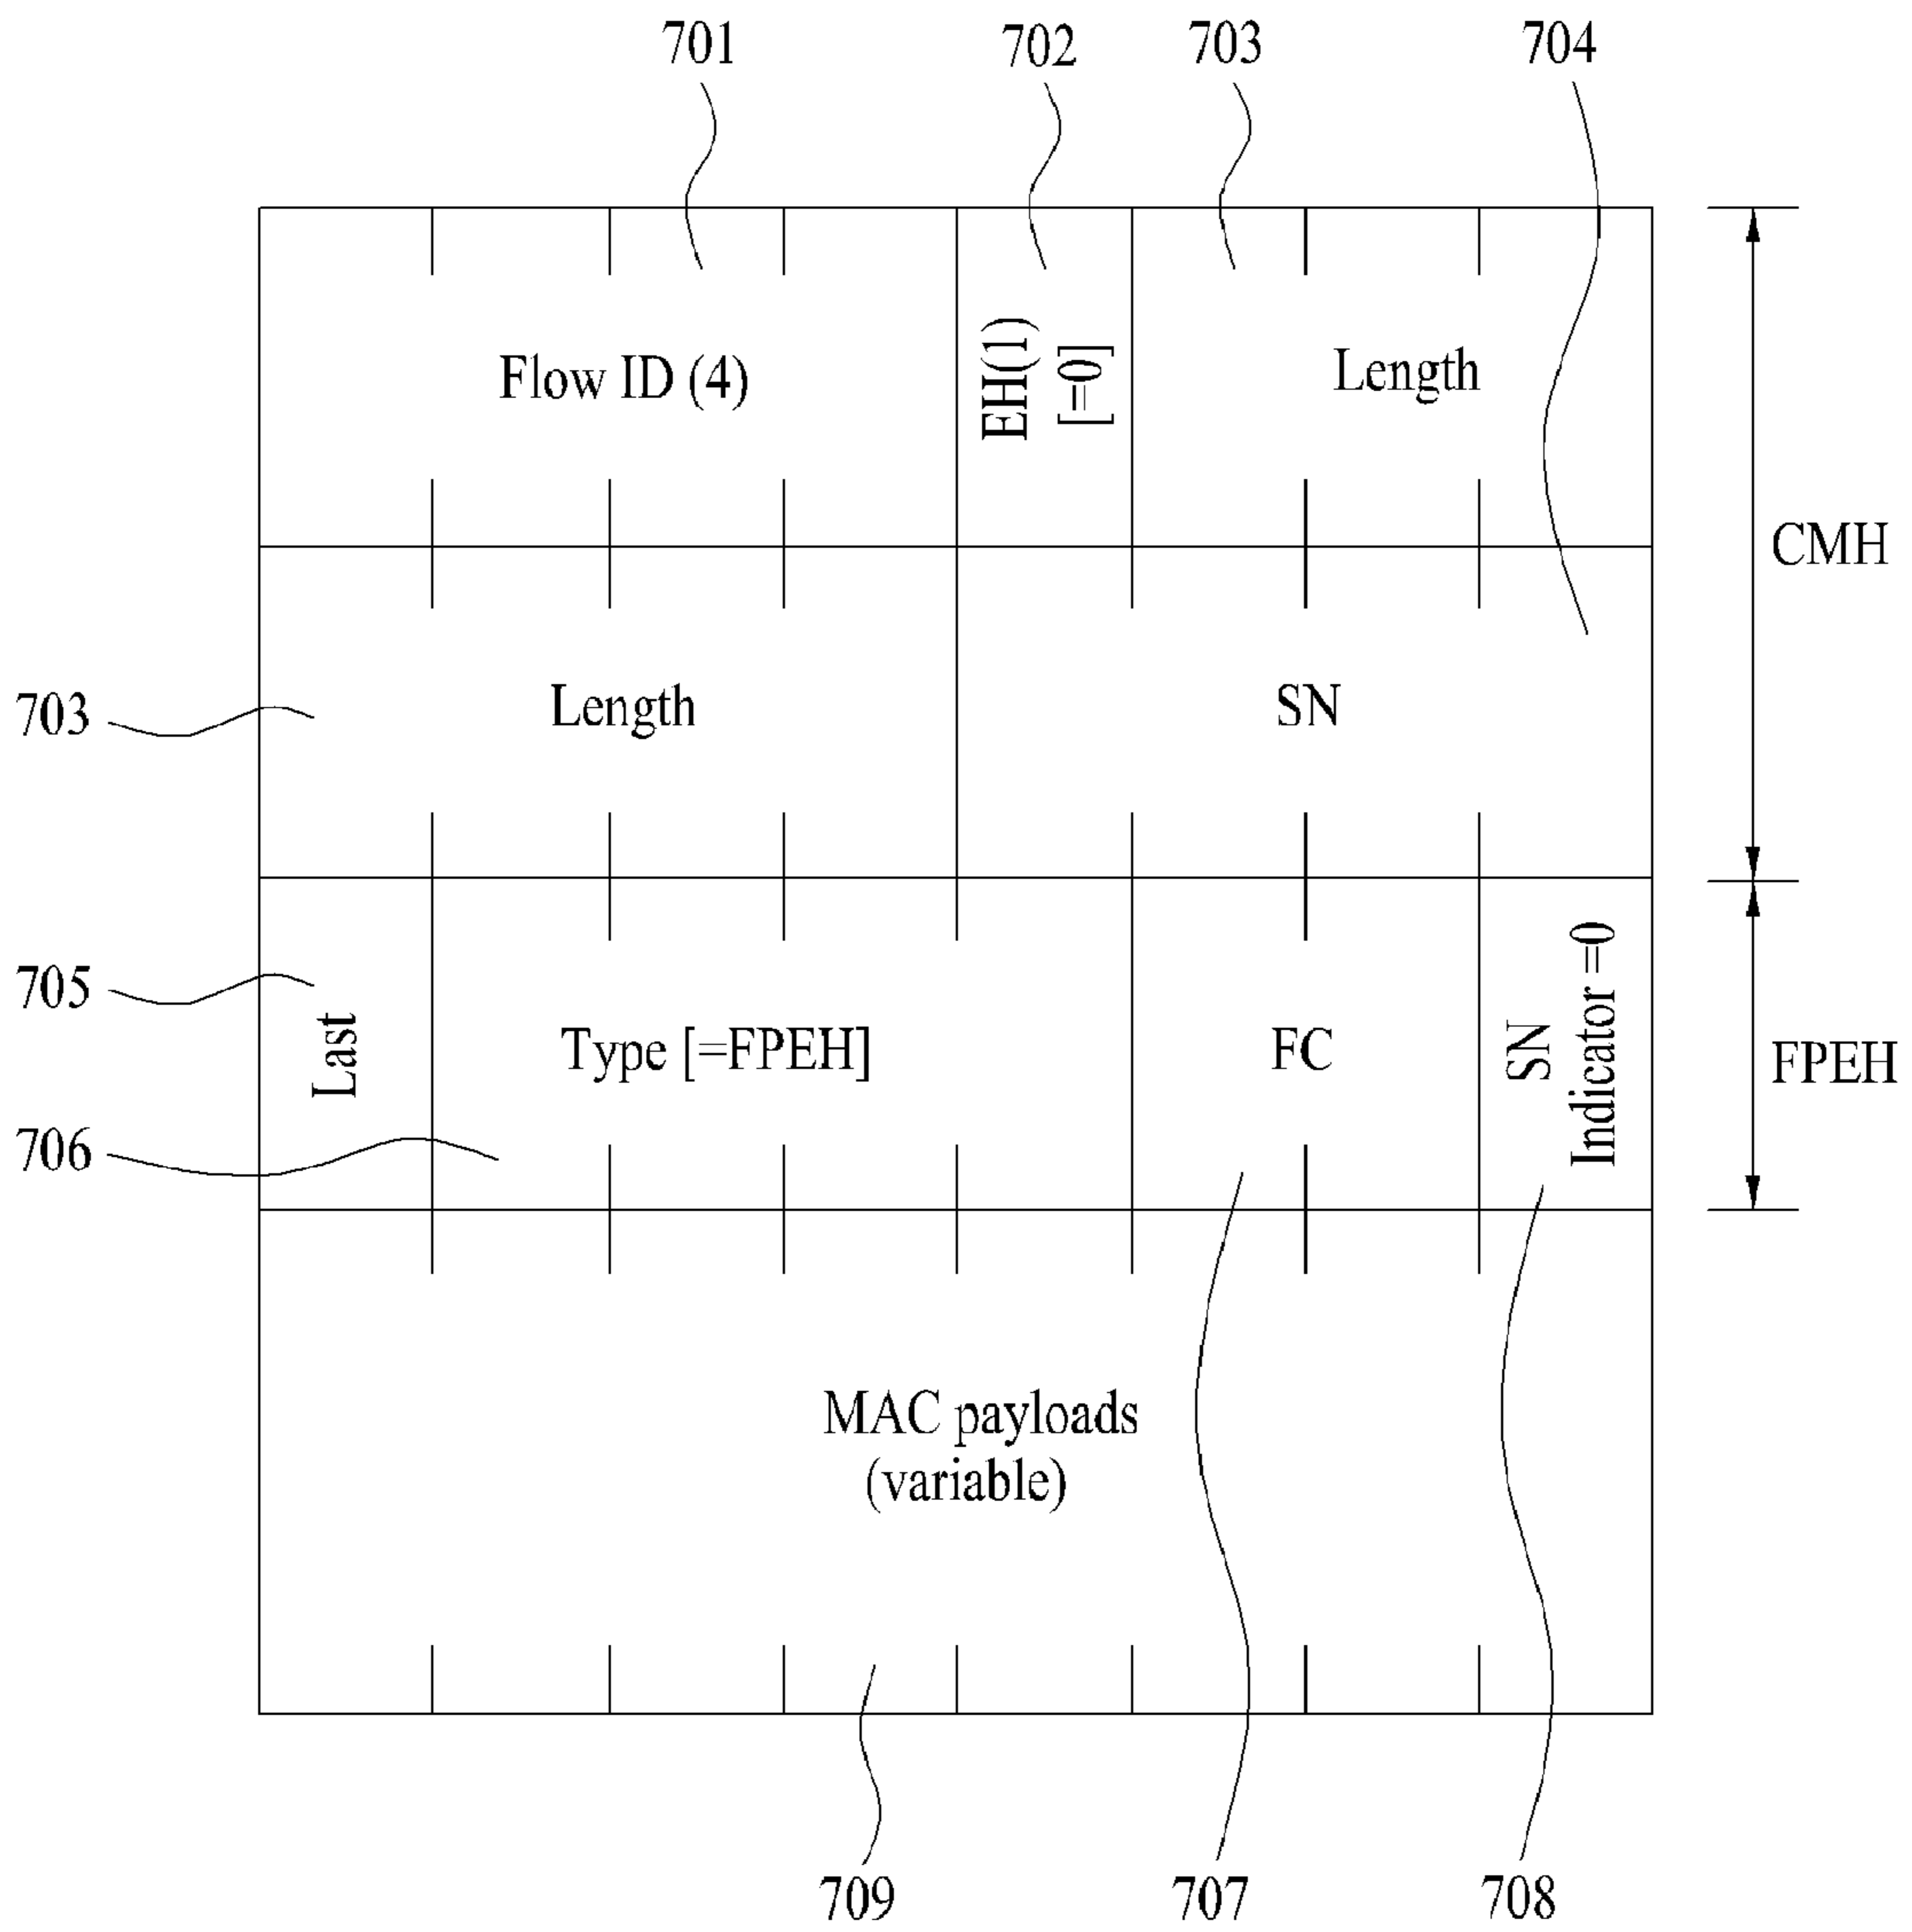 701
702
703
704
Flow ID (4)
EH(1)
[=0]
Length
CMH
703
Length
SN
705
Last
Type [=FPEH]
FC
SN
Indicator =0
FPEH
706
MAC payloads
(variable)
709
707
708